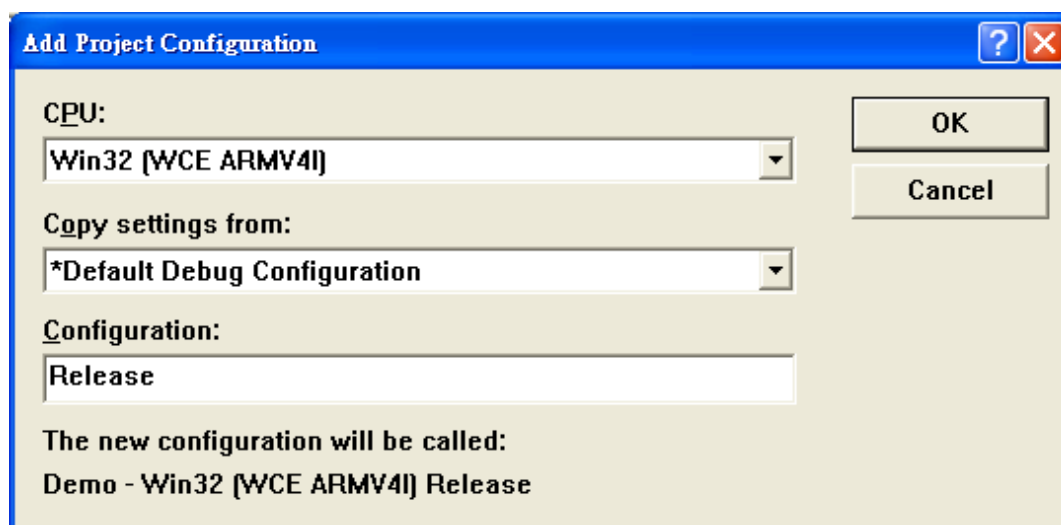 Add Project Configuration
?
CPU:
OK
Win32 (WCE ARMV4I)
Cancel
Copy settings from:
*Default Debug Configuration
Configuration:
Release
The new configuration will be called:
Demo - Win32 (WCE ARMV4I) Release